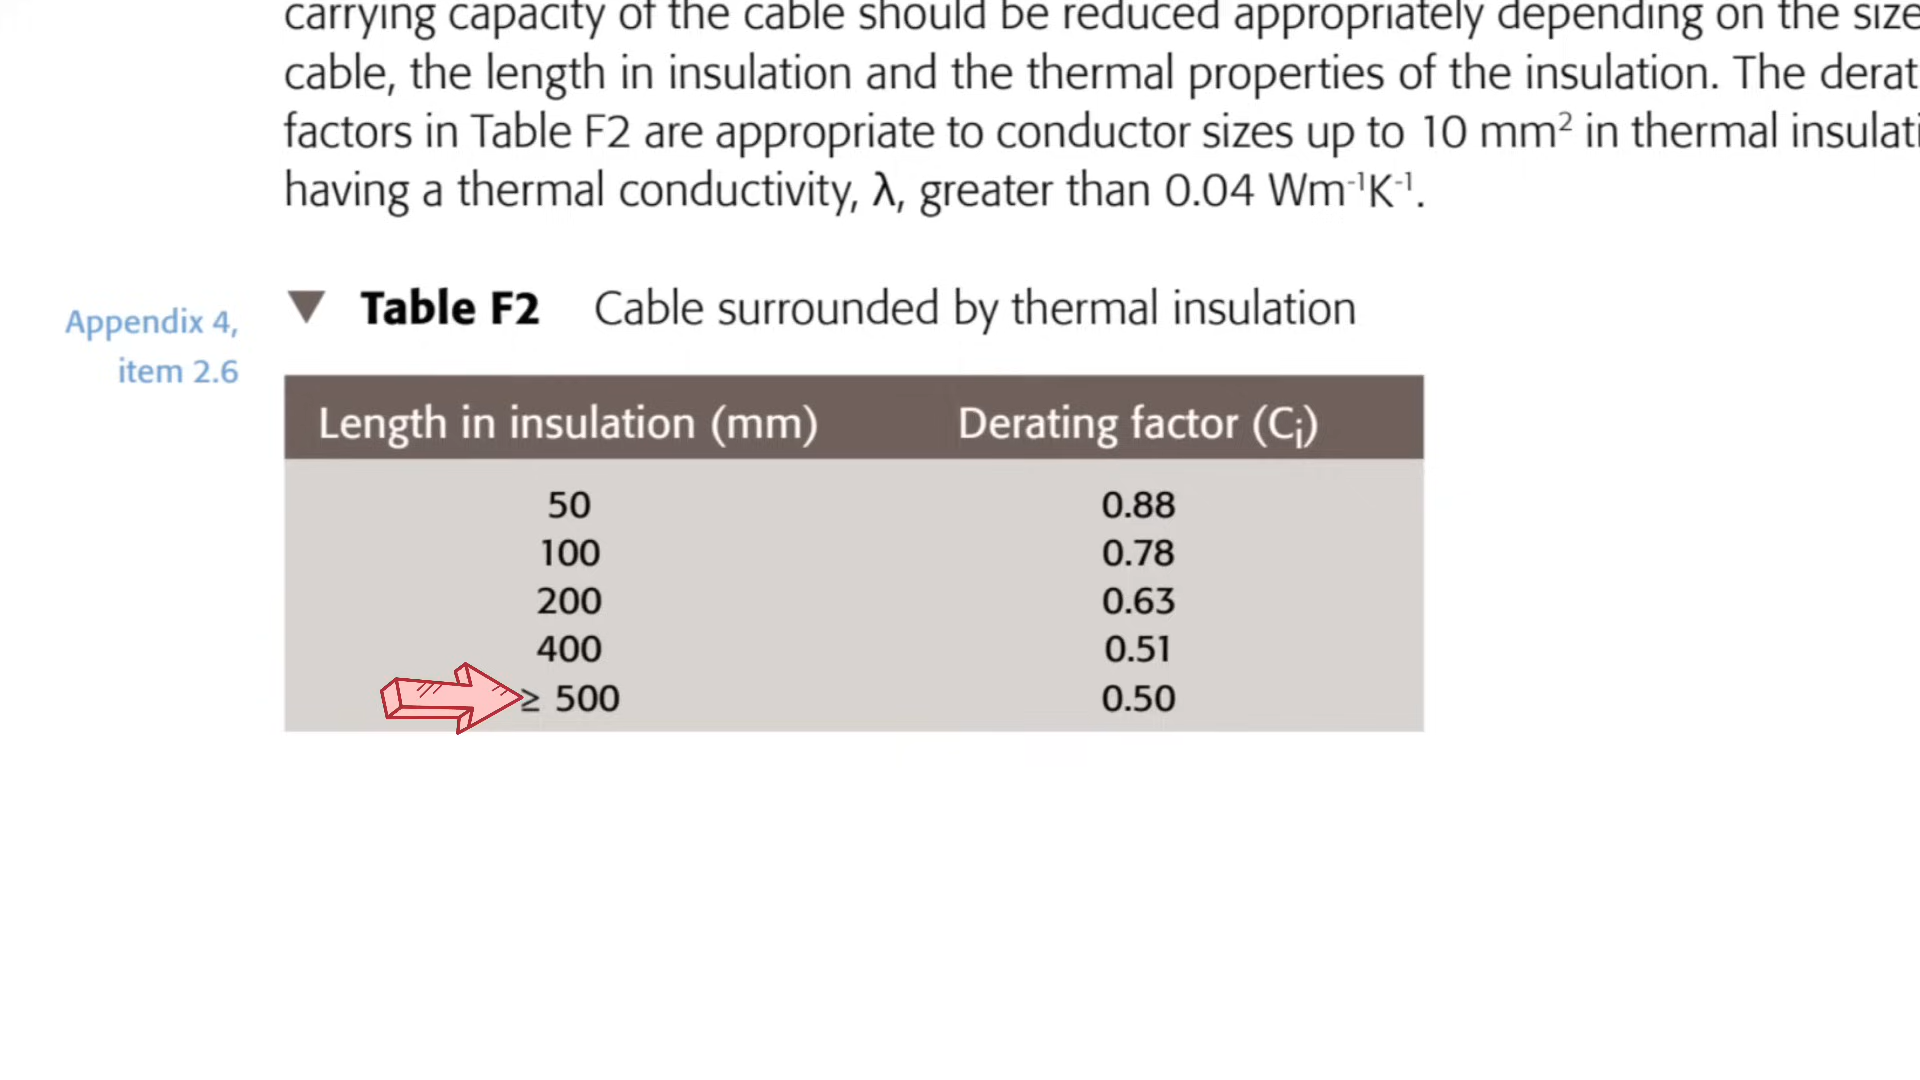 carrying capacity of the cable should be reduced appropriately depending on the size
cable, the length in insulation and the thermal properties of the insulation. The derat
factors in Table F2 are appropriate to conductor sizes up to 10 mm² in thermal insulati
having a thermal conductivity, λ, greater than 0.04 Wm⁻¹K⁻¹.
Appendix 4,
item 2.6
▼ Table F2 Cable surrounded by thermal insulation
Length in insulation (mm) Derating factor (Cᵢ)
50 0.88
100 0.78
200 0.63
400 0.51
≥ 500 0.50